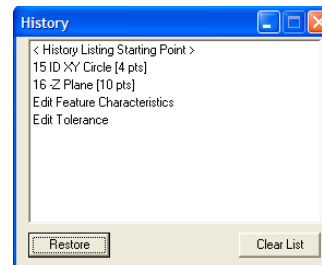 History
< History Listing Starting Point >
15 ID XY Circle [4 pts]
16 -Z Plane [10 pts]
Edit Feature Characteristics
Edit Tolerance
Restore
Clear List